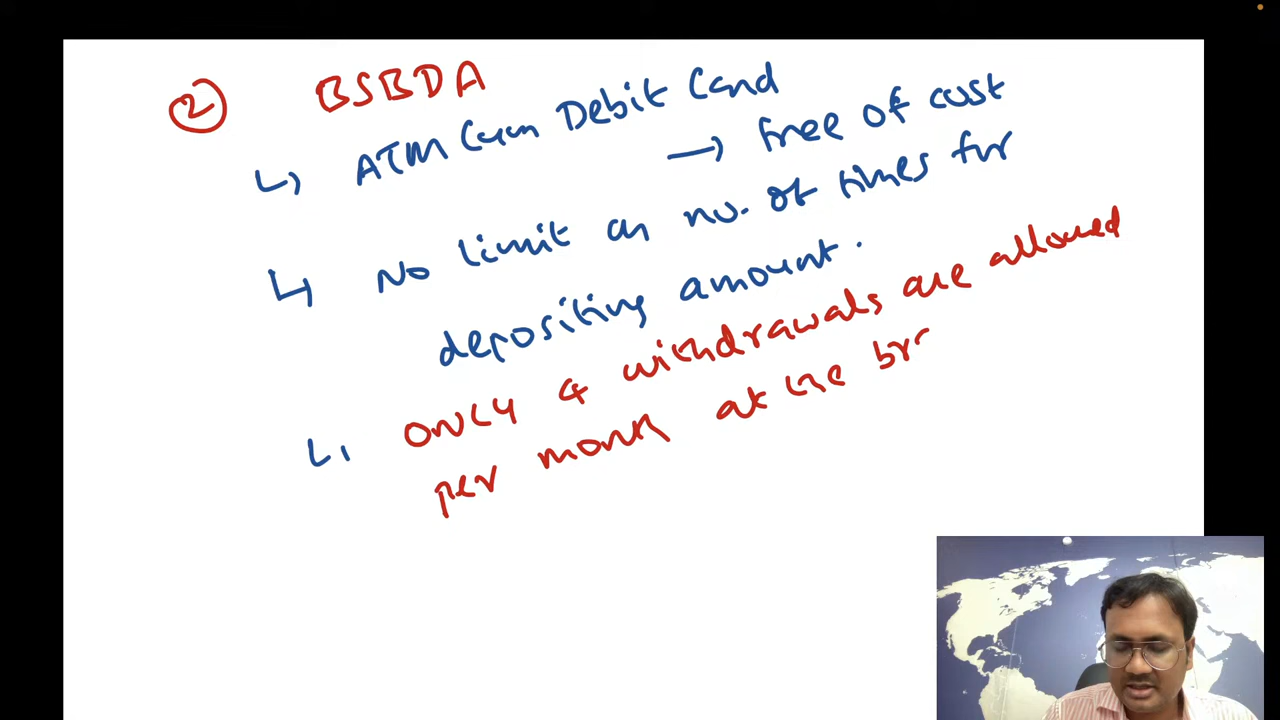 2 BSBDA
↳ ATM Cum Debit Card
→ free of cost
↳ No limit on no. of times for
depositing amount.
↳ ONLY 4 withdrawals are allowed
per month at the br